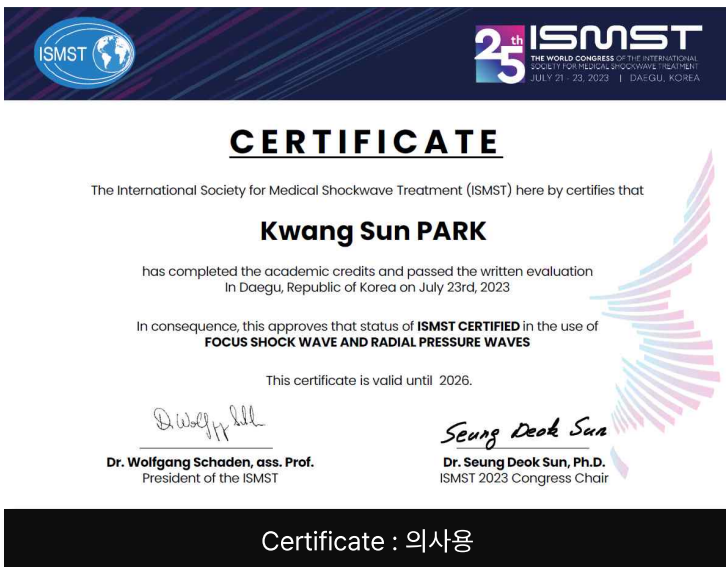 ISMST
25th
ISMST
THE WORLD CONGRESS OF THE INTERNATIONAL
SOCIETY FOR MEDICAL SHOCKWAVE TREATMENT
JULY 21 - 23, 2023 | DAEGU, KOREA
CERTIFICATE
The International Society for Medical Shockwave Treatment (ISMST) here by certifies that
Kwang Sun PARK
has completed the academic credits and passed the written evaluation
In Daegu, Republic of Korea on July 23rd, 2023
In consequence, this approves that status of ISMST CERTIFIED in the use of
FOCUS SHOCK WAVE AND RADIAL PRESSURE WAVES
This certificate is valid until 2026.
Seung Deok Sun
Dr. Wolfgang Schaden, ass. Prof.
President of the ISMST
Dr. Seung Deok Sun, Ph.D.
ISMST 2023 Congress Chair
Certificate : 의사용